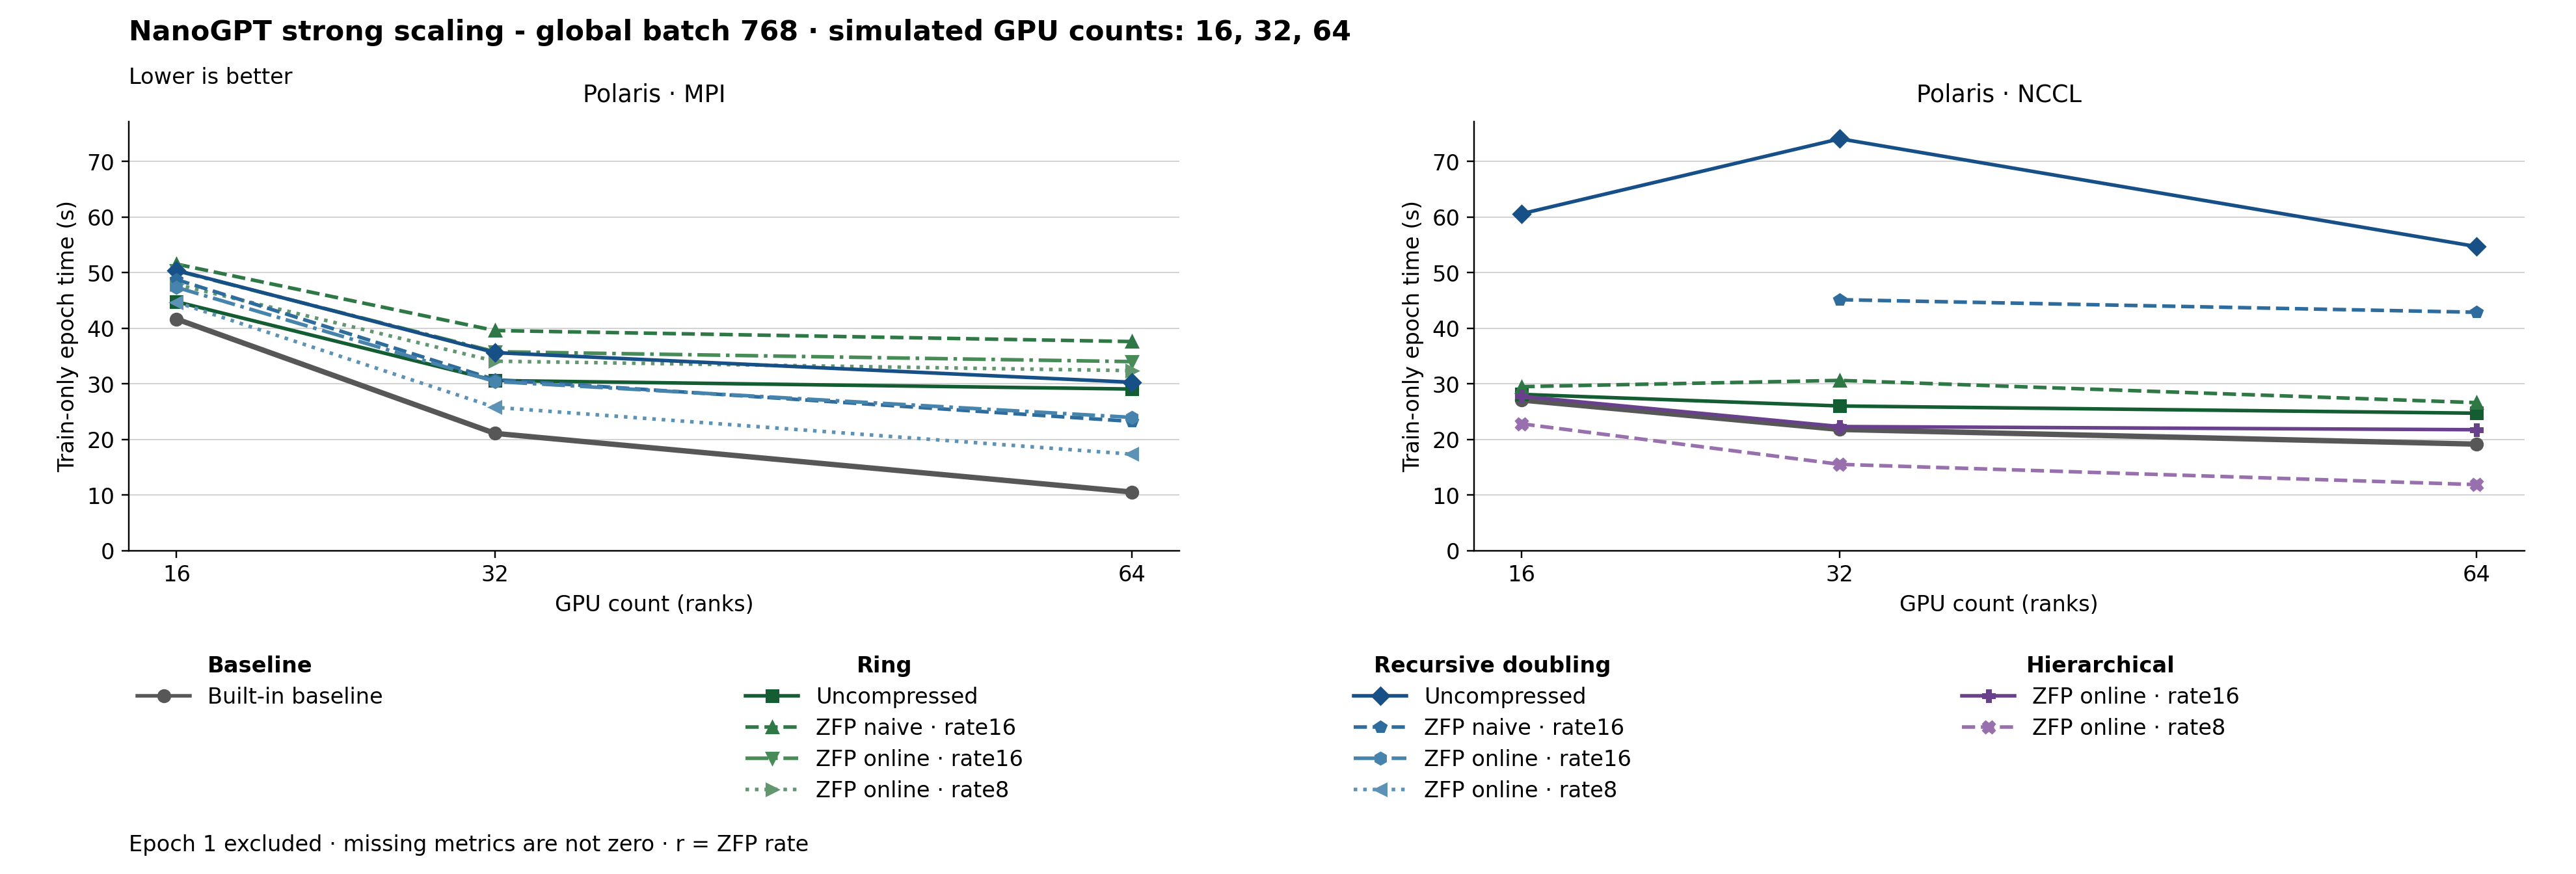 NanoGPT strong scaling - global batch 768 · simulated GPU counts: 16, 32, 64
Lower is better
Polaris · MPI
Train-only epoch time (s)
70
60
50
40
30
20
10
0
16
32
64
GPU count (ranks)
Polaris · NCCL
Train-only epoch time (s)
70
60
50
40
30
20
10
0
16
32
64
GPU count (ranks)
Baseline
Built-in baseline
Ring
Uncompressed
ZFP naive · rate16
ZFP online · rate16
ZFP online · rate8
Recursive doubling
Uncompressed
ZFP naive · rate16
ZFP online · rate16
ZFP online · rate8
Hierarchical
ZFP online · rate16
ZFP online · rate8
Epoch 1 excluded · missing metrics are not zero · r = ZFP rate